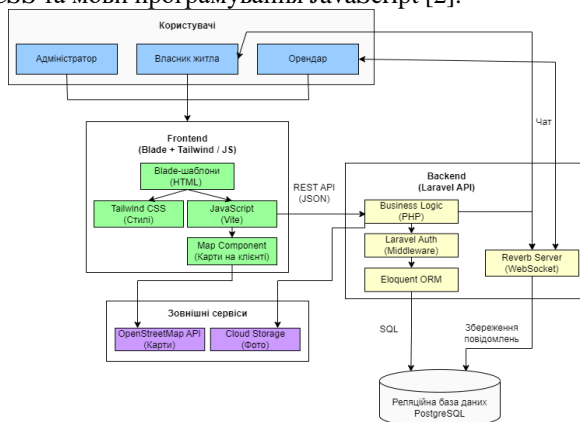 CSS та мови програмування JavaScript [2].
Користувачі
Адміністратор
Власник житла
Орендар
Чат
Frontend
(Blade + Tailwind / JS)
Blade-шаблони
(HTML)
Tailwind CSS
(Стилі)
JavaScript
(Vite)
Map Component
(Карти на клієнті)
REST API
(JSON)
Backend
(Laravel API)
Business Logic
(PHP)
Laravel Auth
(Middleware)
Eloquent ORM
Reverb Server
(WebSocket)
Зовнішні сервіси
OpenStreetMap API
(Карти)
Cloud Storage
(Фото)
SQL
Збереження
повідомлень
Реляційна база даних
PostgreSQL